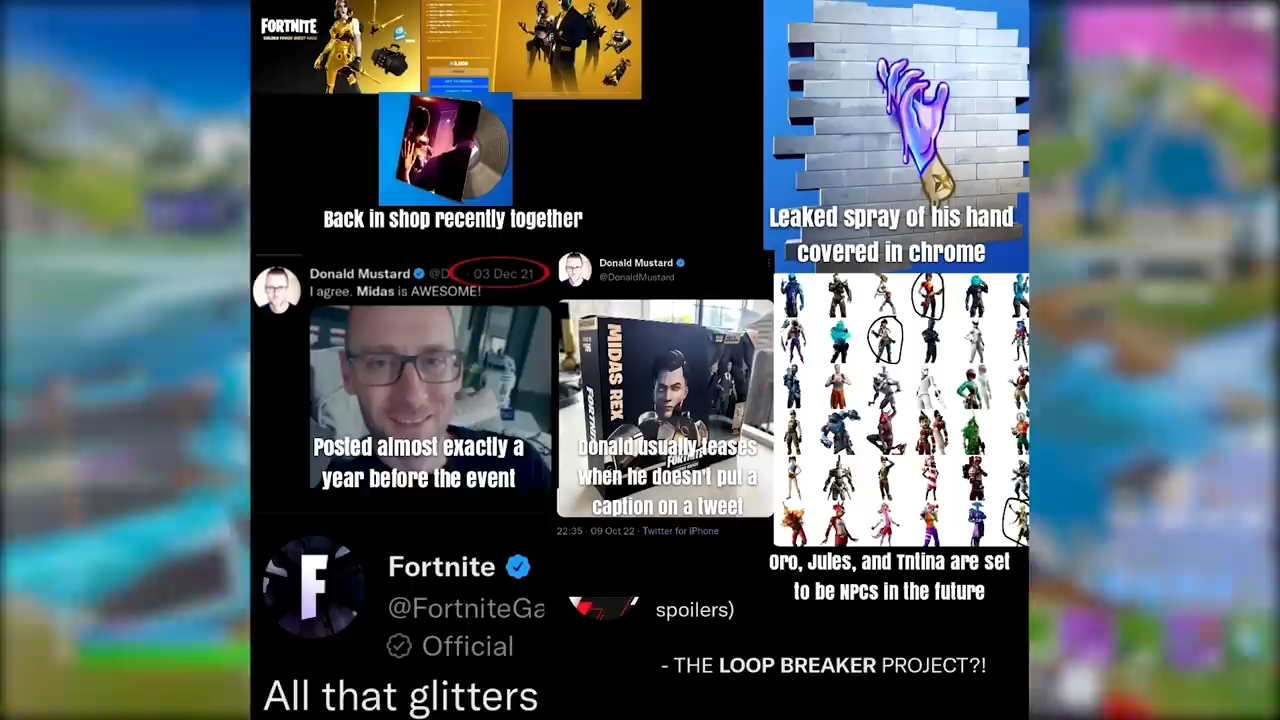 FORTNITE
Back in shop recently together
Leaked spray of his hand
covered in chrome
Donald Mustard @D · 03 Dec 21
I agree. Midas is AWESOME!
Posted almost exactly a
year before the event
Donald Mustard
@DonaldMustard
MIDAS REX
FORTNITE
Donald usually teases
when he doesn't put a
caption on a tweet
22:35 · 09 Oct 22 · Twitter for iPhone
Oro, Jules, and Tntina are set
to be NPCs in the future
F
Fortnite
@FortniteGa
Official
All that glitters
spoilers)
- THE LOOP BREAKER PROJECT?!